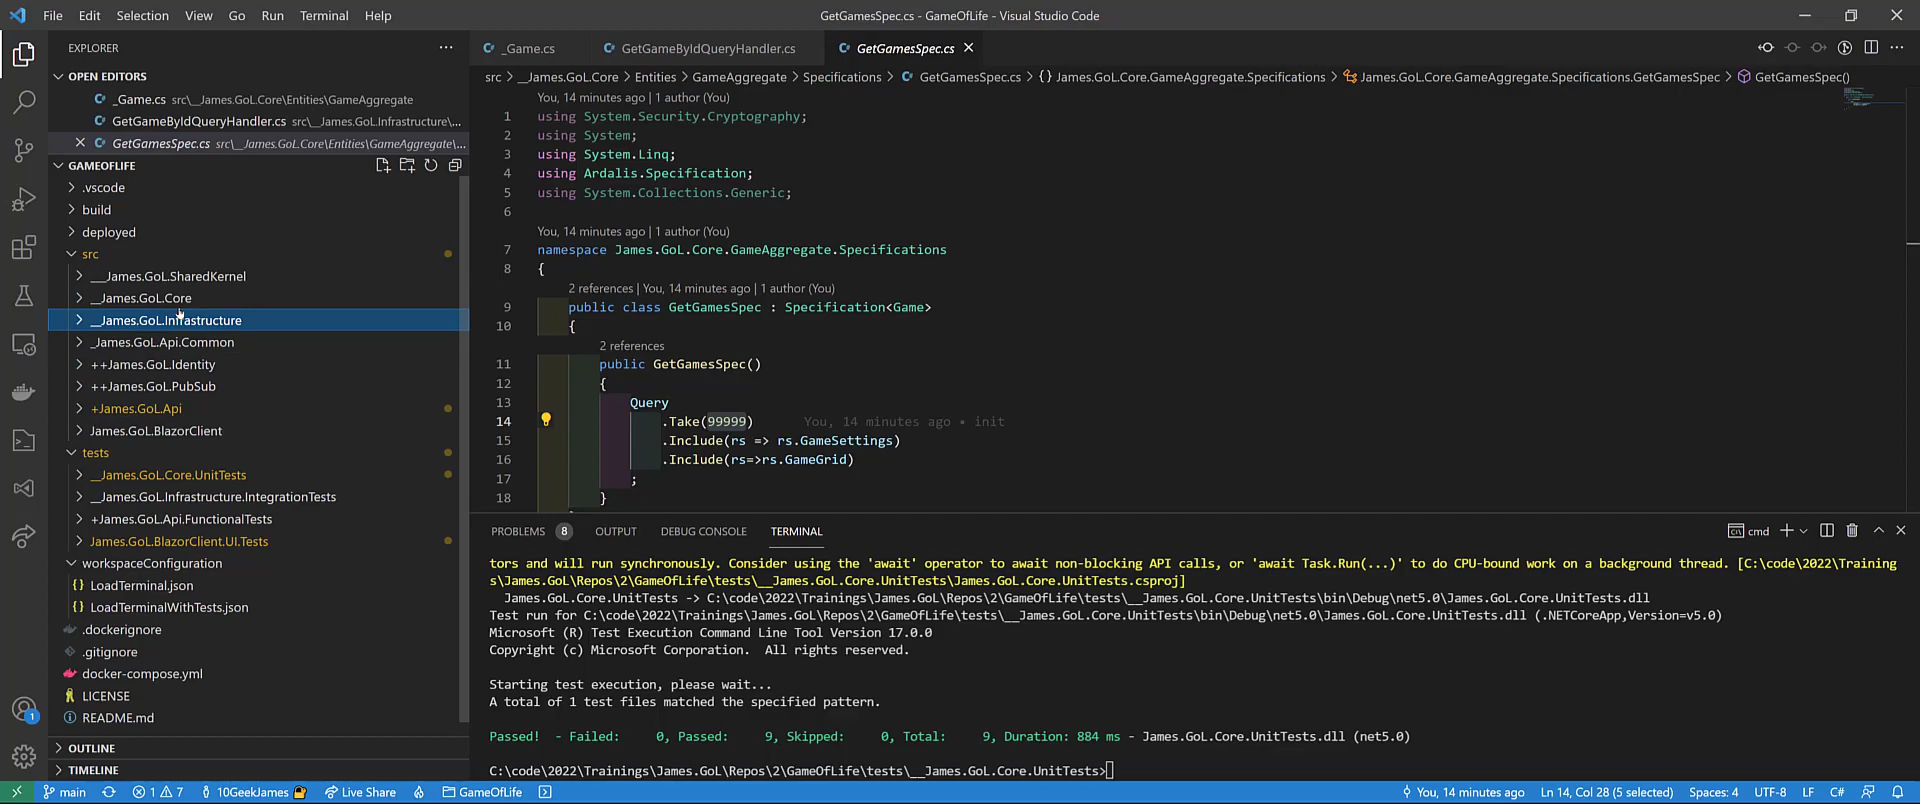 File Edit Selection View Go Run Terminal Help
GetGamesSpec.cs - GameOfLife - Visual Studio Code
EXPLORER
OPEN EDITORS
_Game.cs src\__James.GoL.Core\Entities\GameAggregate
GetGameByIdQueryHandler.cs src\__James.GoL.Infrastructure\...
GetGamesSpec.cs src\__James.GoL.Core\Entities\GameAggregate\...
GAMEOFLIFE
.vscode
build
deployed
src
___James.GoL.SharedKernel
__James.GoL.Core
__James.GoL.Infrastructure
_James.GoL.Api.Common
++James.GoL.Identity
++James.GoL.PubSub
+James.GoL.Api
James.GoL.BlazorClient
tests
__James.GoL.Core.UnitTests
__James.GoL.Infrastructure.IntegrationTests
+James.GoL.Api.FunctionalTests
James.GoL.BlazorClient.UI.Tests
workspaceConfiguration
{} LoadTerminal.json
{} LoadTerminalWithTests.json
.dockerignore
.gitignore
docker-compose.yml
LICENSE
README.md
OUTLINE
TIMELINE
_Game.cs GetGameByIdQueryHandler.cs GetGamesSpec.cs
src > __James.GoL.Core > Entities > GameAggregate > Specifications > GetGamesSpec.cs > {} James.GoL.Core.GameAggregate.Specifications > James.GoL.Core.GameAggregate.Specifications.GetGamesSpec > GetGamesSpec()
You, 14 minutes ago | 1 author (You)
1 using System.Security.Cryptography;
2 using System;
3 using System.Linq;
4 using Ardalis.Specification;
5 using System.Collections.Generic;
6
You, 14 minutes ago | 1 author (You)
7 namespace James.GoL.Core.GameAggregate.Specifications
8 {
2 references | You, 14 minutes ago | 1 author (You)
9 public class GetGamesSpec : Specification<Game>
10 {
2 references
11 public GetGamesSpec()
12 {
13 Query
14 .Take(99999) You, 14 minutes ago • init
15 .Include(rs => rs.GameSettings)
16 .Include(rs=>rs.GameGrid)
17 ;
18 }
PROBLEMS 8 OUTPUT DEBUG CONSOLE TERMINAL
cmd
tors and will run synchronously. Consider using the 'await' operator to await non-blocking API calls, or 'await Task.Run(...)' to do CPU-bound work on a background thread. [C:\code\2022\Training
s\James.GoL\Repos\2\GameOfLife\tests\__James.GoL.Core.UnitTests\James.GoL.Core.UnitTests.csproj]
James.GoL.Core.UnitTests -> C:\code\2022\Trainings\James.GoL\Repos\2\GameOfLife\tests\__James.GoL.Core.UnitTests\bin\Debug\net5.0\James.GoL.Core.UnitTests.dll
Test run for C:\code\2022\Trainings\James.GoL\Repos\2\GameOfLife\tests\__James.GoL.Core.UnitTests\bin\Debug\net5.0\James.GoL.Core.UnitTests.dll (.NETCoreApp,Version=v5.0)
Microsoft (R) Test Execution Command Line Tool Version 17.0.0
Copyright (c) Microsoft Corporation. All rights reserved.
Starting test execution, please wait...
A total of 1 test files matched the specified pattern.
Passed! - Failed: 0, Passed: 9, Skipped: 0, Total: 9, Duration: 884 ms - James.GoL.Core.UnitTests.dll (net5.0)
C:\code\2022\Trainings\James.GoL\Repos\2\GameOfLife\tests\__James.GoL.Core.UnitTests>
1
main 1 7 10GeekJames Live Share GameOfLife You, 14 minutes ago Ln 14, Col 28 (5 selected) Spaces: 4 UTF-8 LF C#